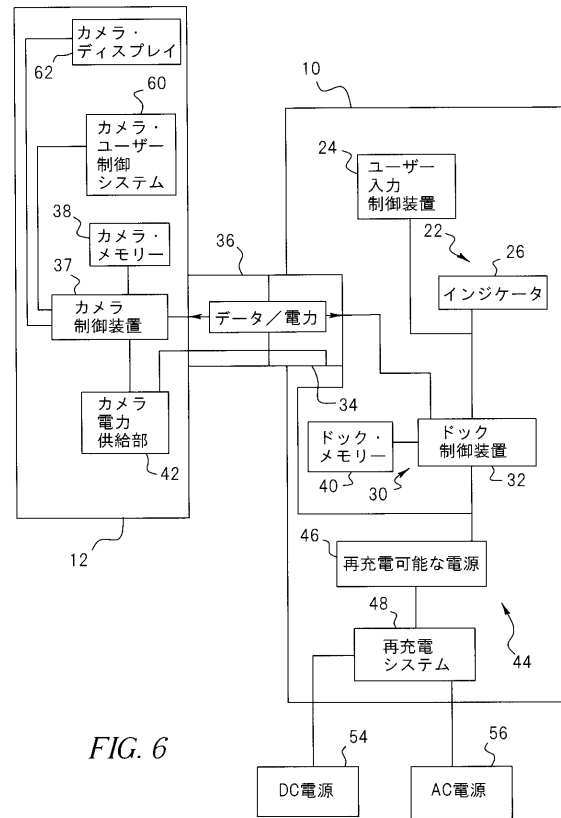 カメラ・
ディスプレイ
62
60
カメラ・
ユーザー
制御
システム
38
カメラ・
メモリー
37
カメラ
制御装置
カメラ
電力
供給部
42
12
36
データ／電力
34
10
24
ユーザー
入力
制御装置
22
26
インジケータ
ドック・
メモリー
40
30
ドック
制御装置
32
46
再充電可能な電源
48
再充電
システム
44
54
DC電源
56
AC電源
FIG. 6